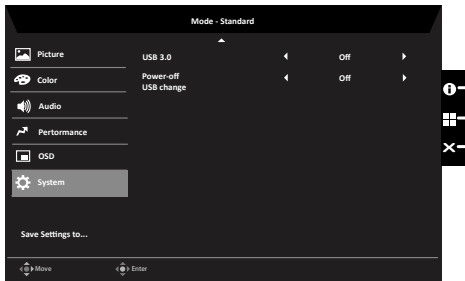 Mode - Standard
Picture
USB 3.0 Off
Color
Power-off
USB change Off
Audio
Pertormance
OSD
System
Save Settings to...
Move Enter